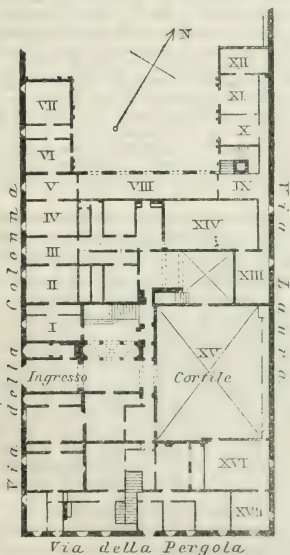 N
XII
VII
XI
X
VI
V
VIII
IX
IV
XIV
III
XIII
II
I
XV
Ingresso
Cortile
XVI
XVII
Via della Colonna
Via Laura
Via della Pergola